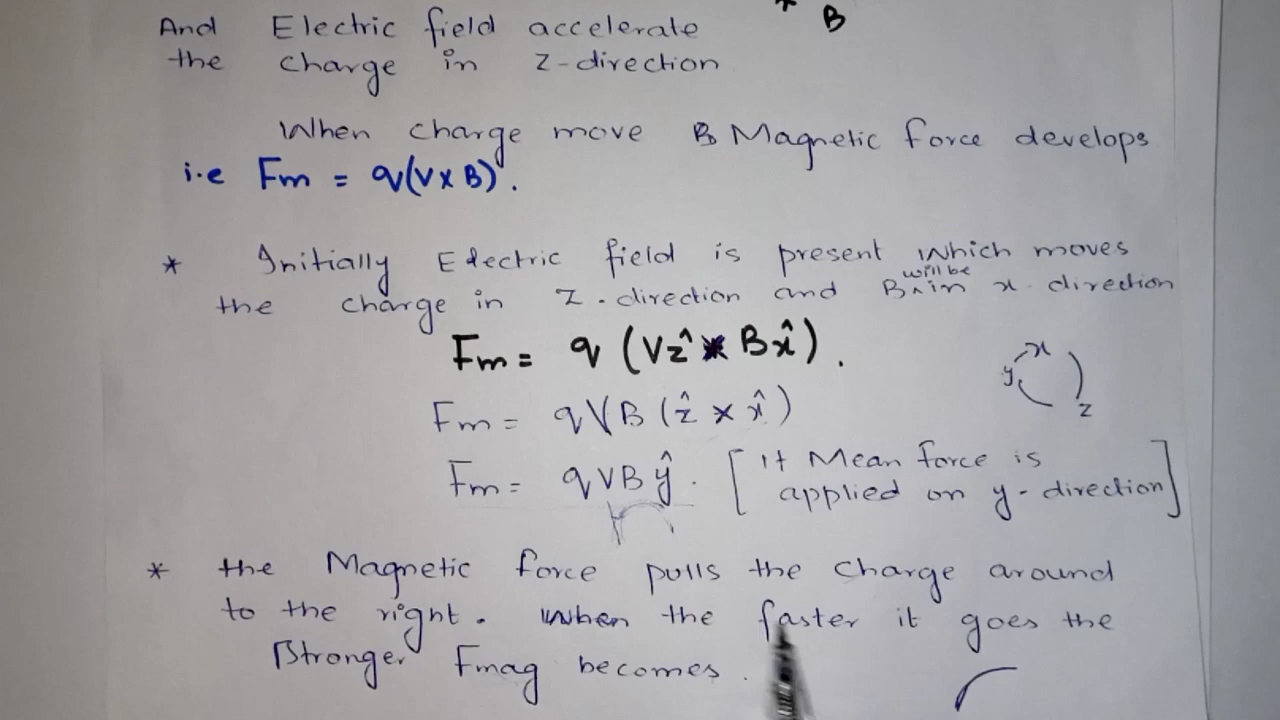 * B
And Electric field accelerate
the charge in z-direction
When charge move B Magnetic force develops
i.e Fm = q(V×B).
* Initially Electric field is present which moves
the charge in z-direction and B will be in x direction
Fm = q (Vẑ × Bx̂).
Fm = qVB (ẑ × x̂)
Fm = qVB ŷ. [It Mean force is
applied on y-direction]
x
y
z
* the Magnetic force pulls the charge around
to the right. When the faster it goes the
Stronger Fmag becomes.